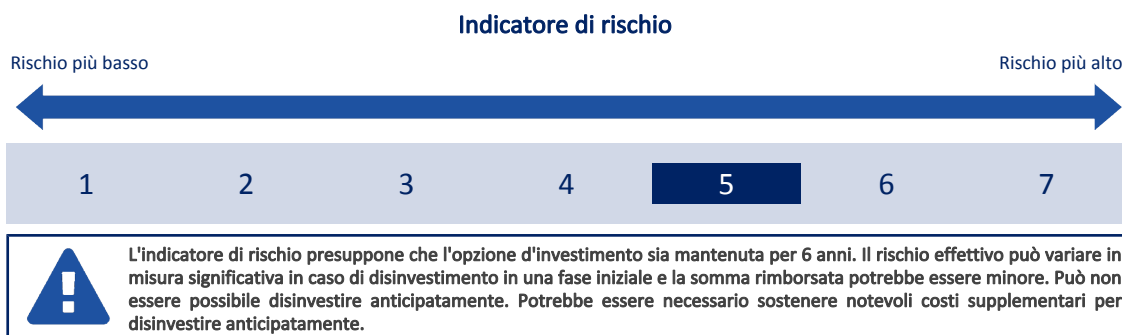 Indicatore di rischio
Rischio più basso
Rischio più alto
1 2 3 4 5 6 7
L'indicatore di rischio presuppone che l'opzione d'investimento sia mantenuta per 6 anni. Il rischio effettivo può variare in
misura significativa in caso di disinvestimento in una fase iniziale e la somma rimborsata potrebbe essere minore. Può non
essere possibile disinvestire anticipatamente. Potrebbe essere necessario sostenere notevoli costi supplementari per
disinvestire anticipatamente.